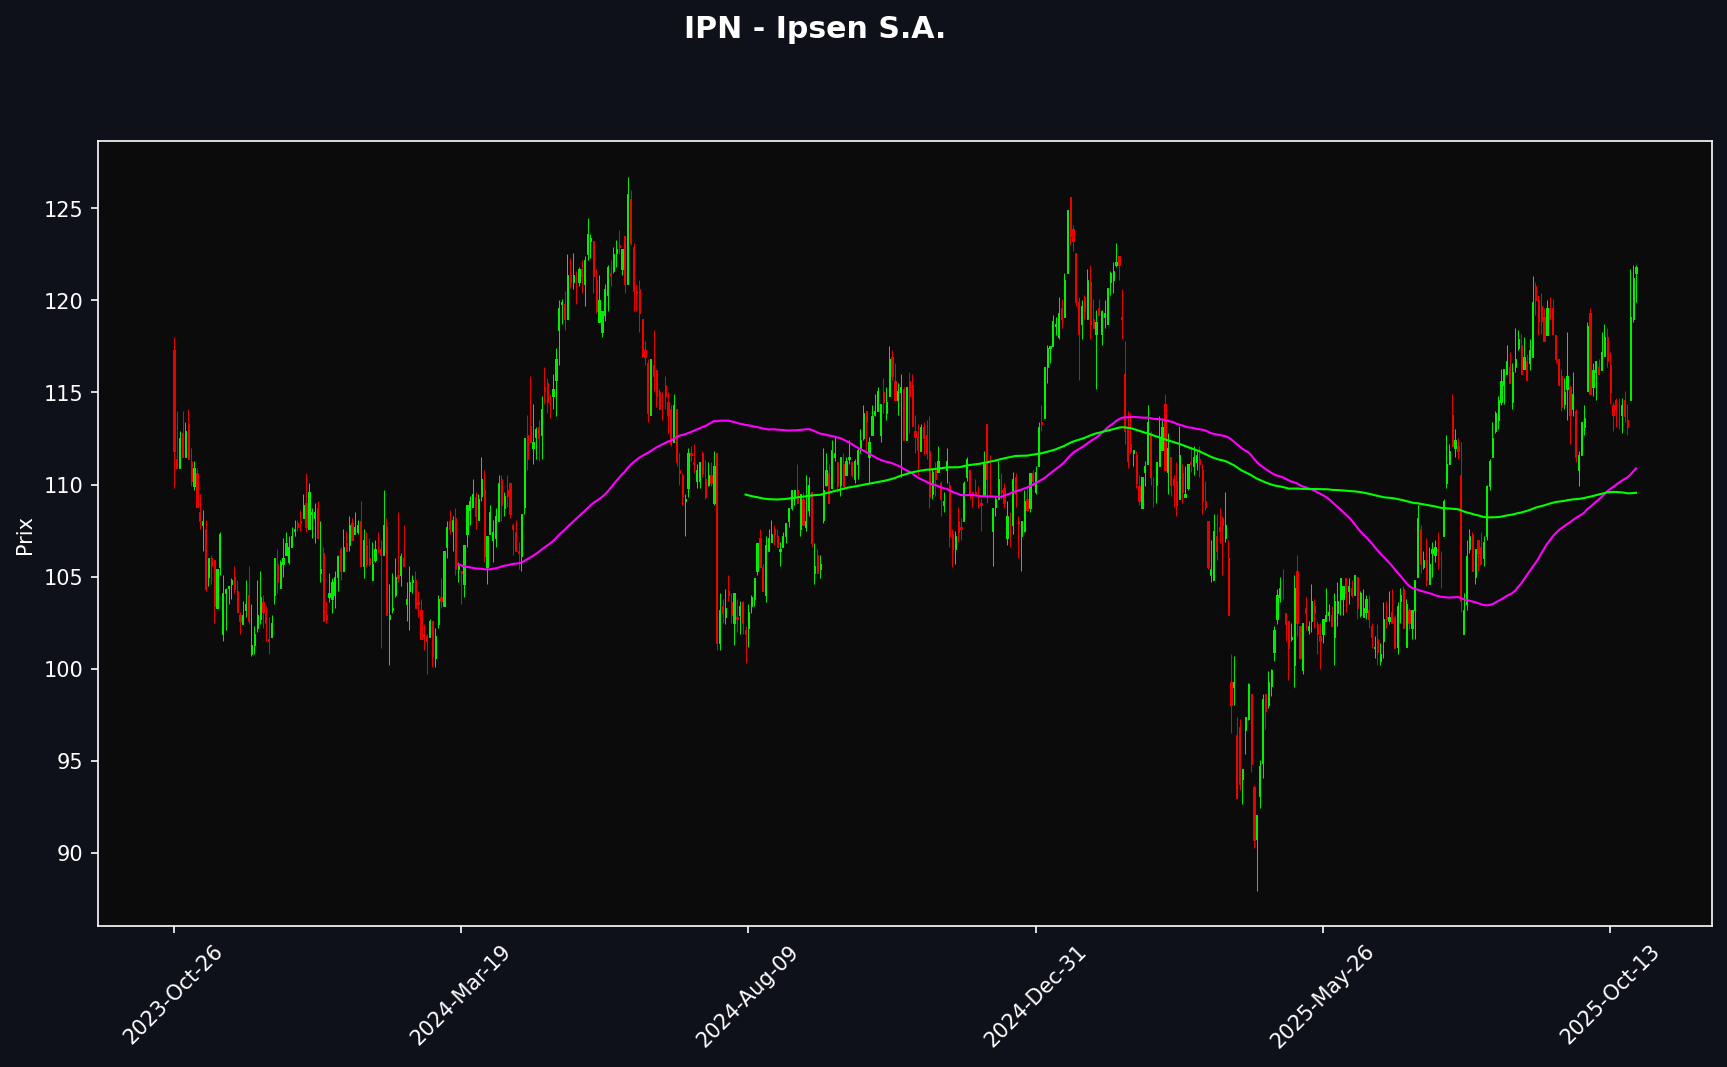 IPN - Ipsen S.A.
Prix
125
120
115
110
105
100
95
90
2023-Oct-26
2024-Mar-19
2024-Aug-09
2024-Dec-31
2025-May-26
2025-Oct-13